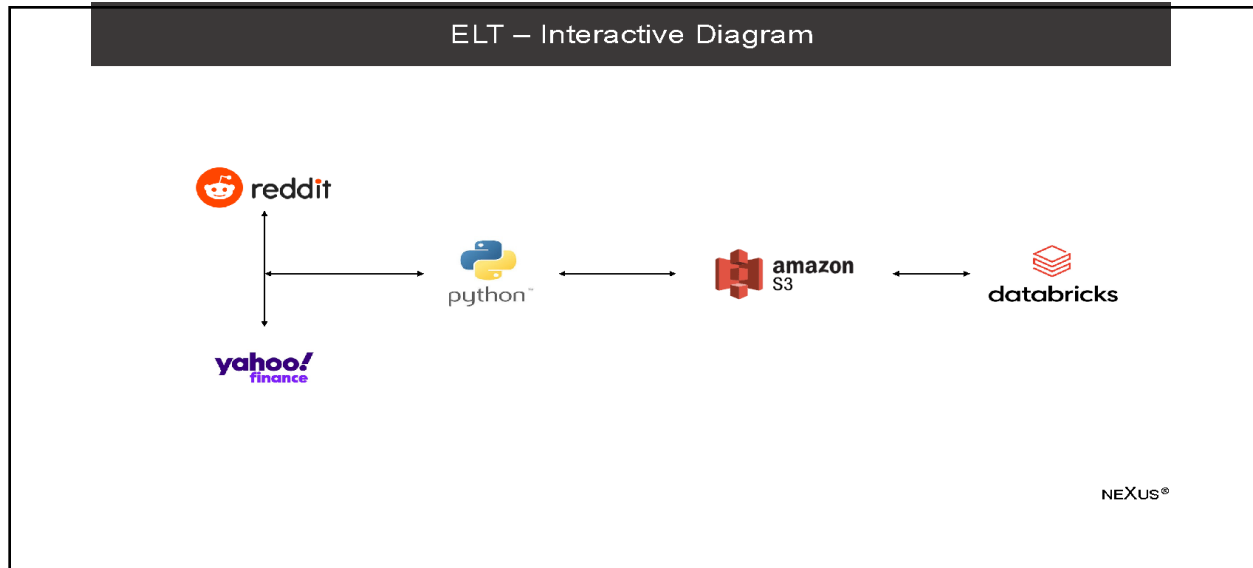 ELT – Interactive Diagram
reddit
python™
amazon
S3
databricks
yahoo!
finance
NEXUS®